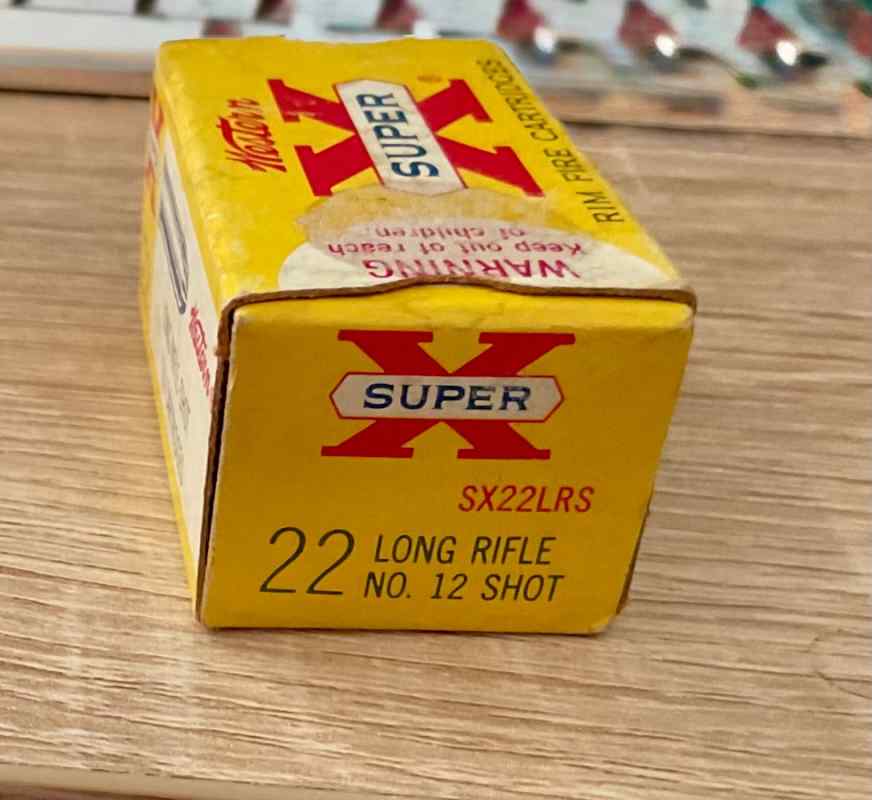 Western
SUPER
X
®
RIM FIRE CARTRIDGES
WARNING
Keep out of reach
of children.
X
SUPER
SX22LRS
22 LONG RIFLE
NO. 12 SHOT
Western